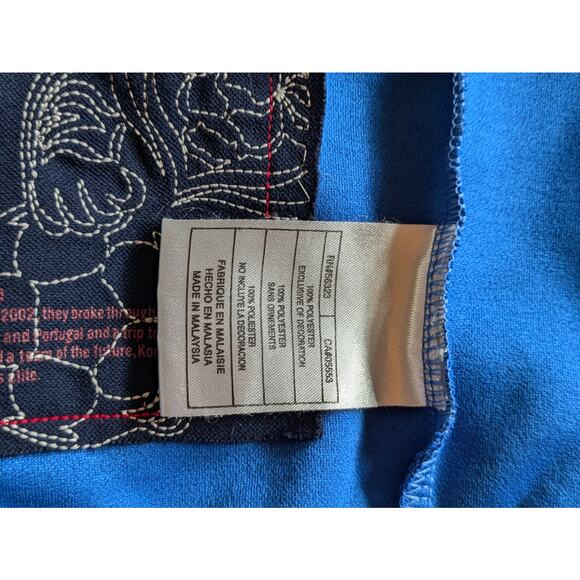 RN#56323 CA#05553
100% POLYESTER
EXCLUSIVE OF DECORATION
100% POLYESTER
SANS ORNEMENTS
100% POLYESTER
NO INCLUYE LA DECORACION
FABRIQUE EN MALAISIE
HECHO EN MALASIA
MADE IN MALAYSIA
2002, they broke through
and Portugal and a trip to
d a team of the future, Kor
s elite.